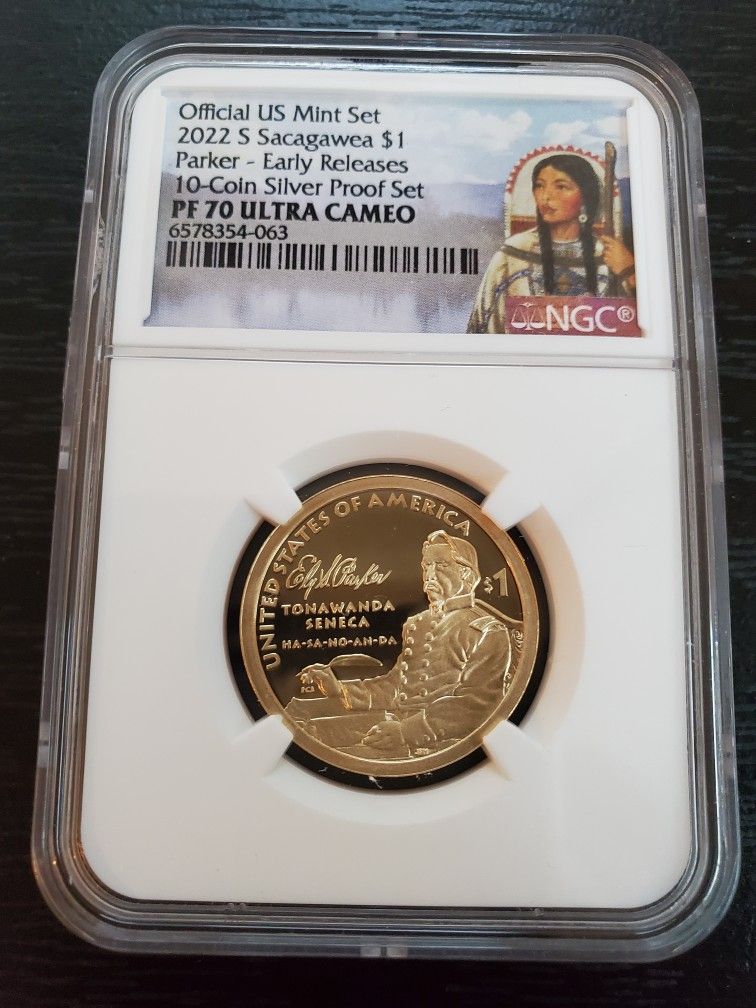 Official US Mint Set
2022 S Sacagawea $1
Parker - Early Releases
10-Coin Silver Proof Set
PF 70 ULTRA CAMEO
6578354-063
NGC®
UNITED STATES OF AMERICA
Ely S. Parker
$1
TONAWANDA
SENECA
HA-SA-NO-AN-DA